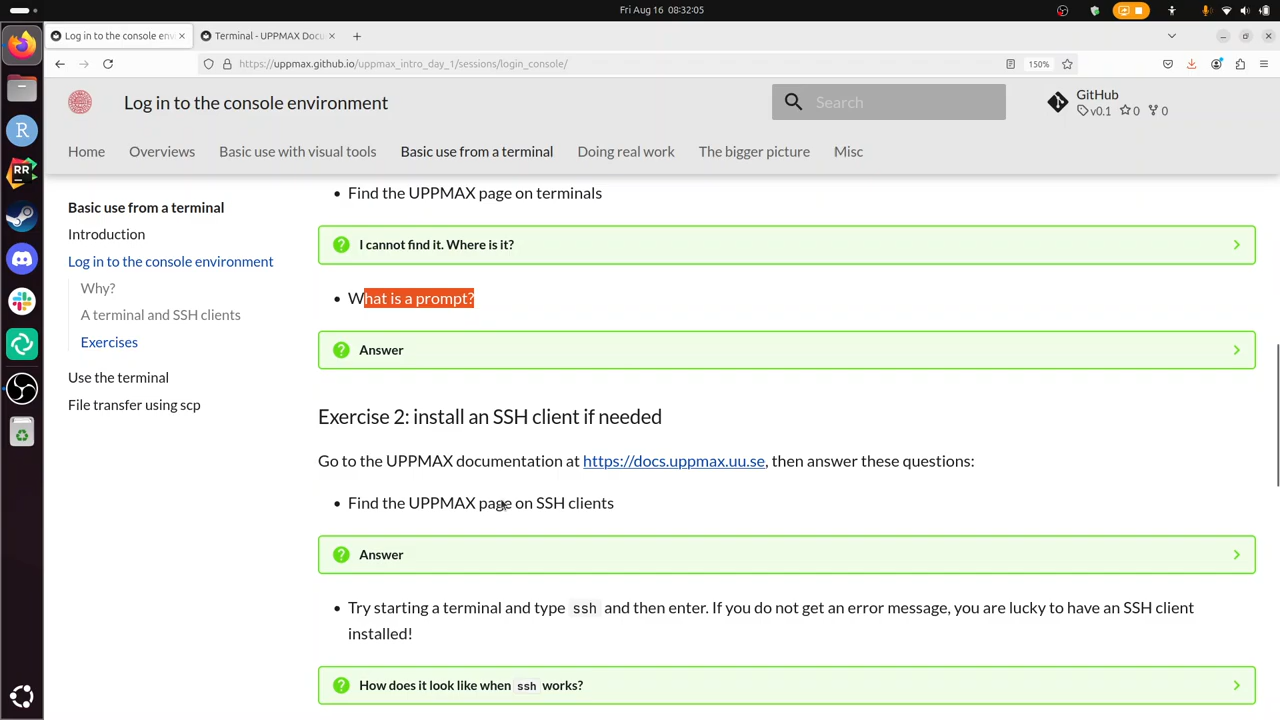 Fri Aug 16 08:32:05
Log in to the console env
Terminal - UPPMAX Docu
https://uppmax.github.io/uppmax_intro_day_1/sessions/login_console/
150%
Log in to the console environment
Search
GitHub
v0.1 0 0
Home Overviews Basic use with visual tools Basic use from a terminal Doing real work The bigger picture Misc
Basic use from a terminal
Introduction
Log in to the console environment
Why?
A terminal and SSH clients
Exercises
Use the terminal
File transfer using scp
• Find the UPPMAX page on terminals
I cannot find it. Where is it?
• What is a prompt?
Answer
Exercise 2: install an SSH client if needed
Go to the UPPMAX documentation at https://docs.uppmax.uu.se, then answer these questions:
• Find the UPPMAX page on SSH clients
Answer
• Try starting a terminal and type ssh and then enter. If you do not get an error message, you are lucky to have an SSH client
installed!
How does it look like when ssh works?